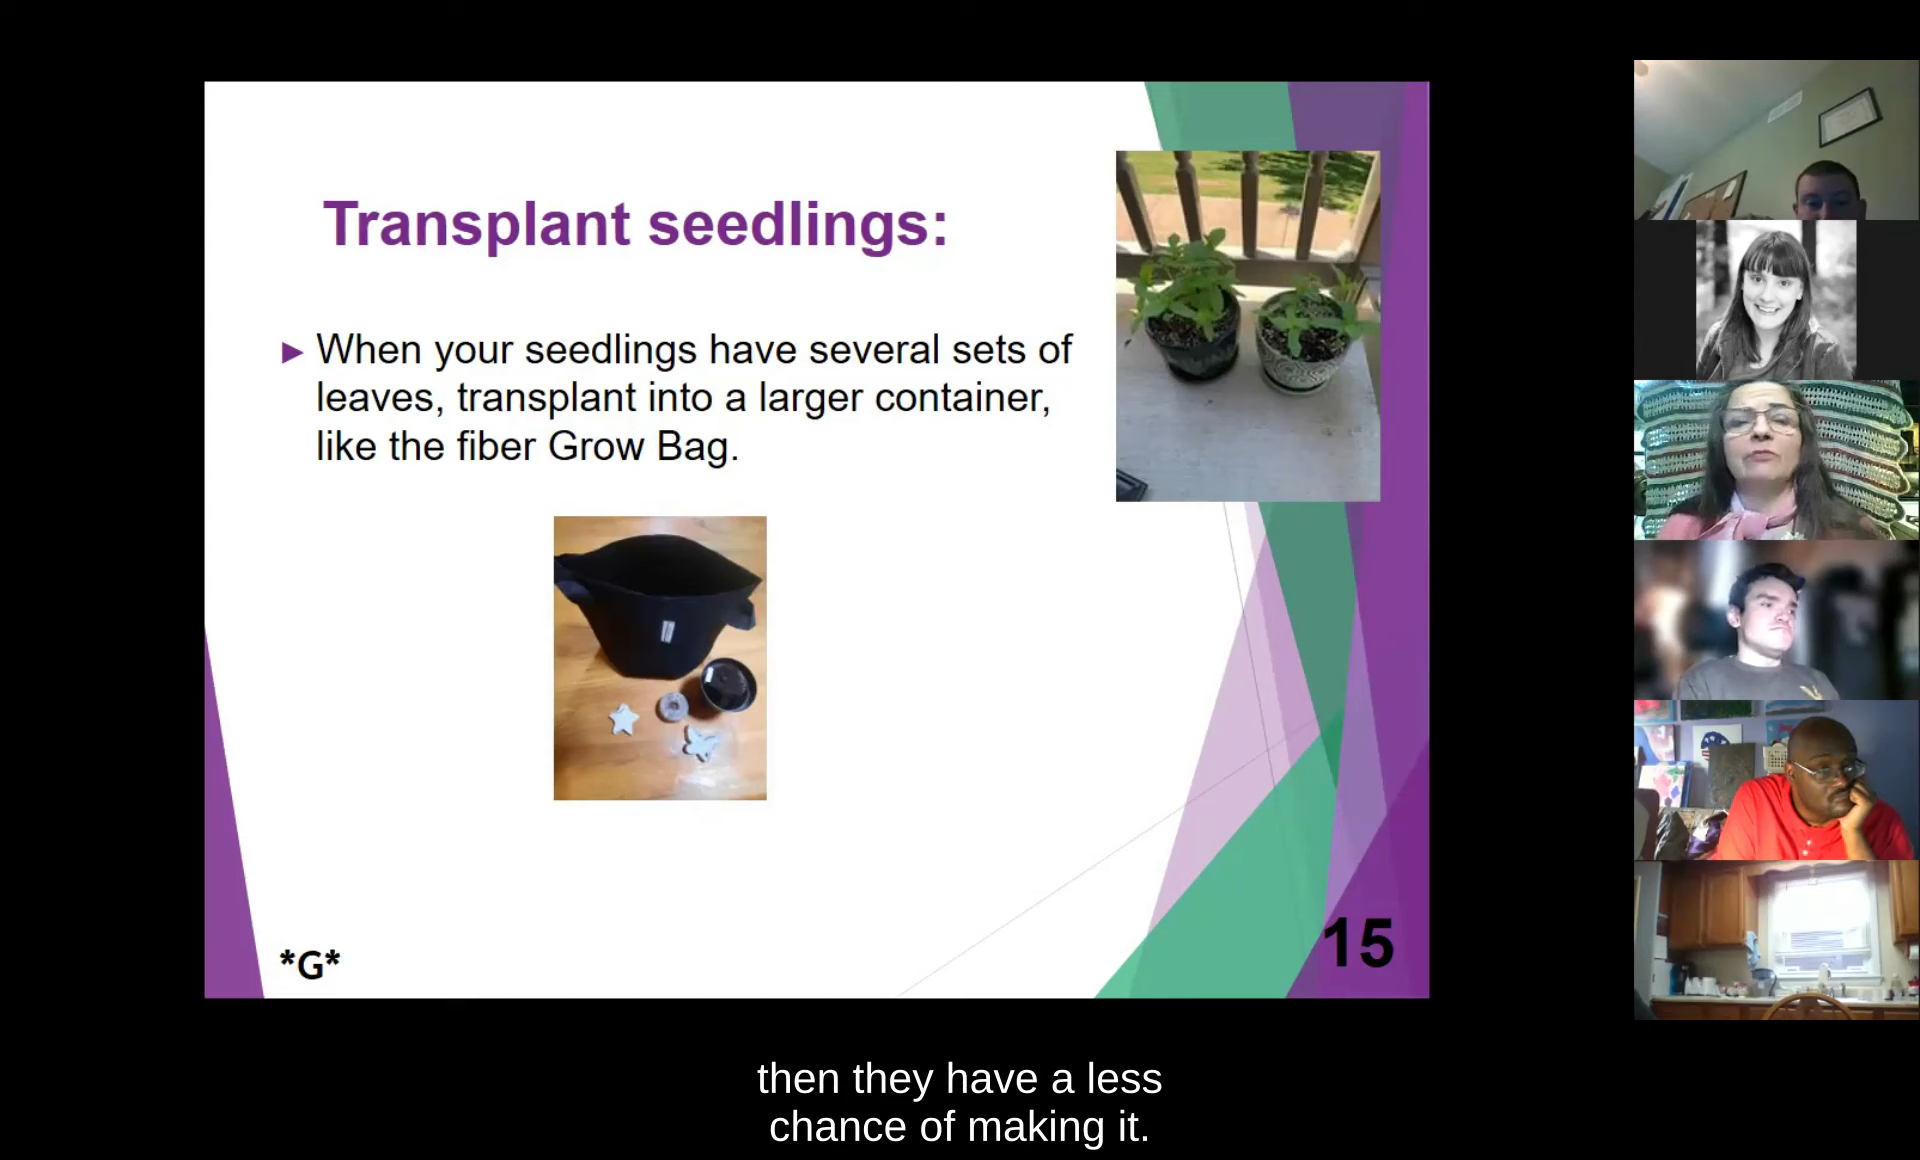 Transplant seedlings:
When your seedlings have several sets of
leaves, transplant into a larger container,
like the fiber Grow Bag.
*G*
15
then they have a less
chance of making it.